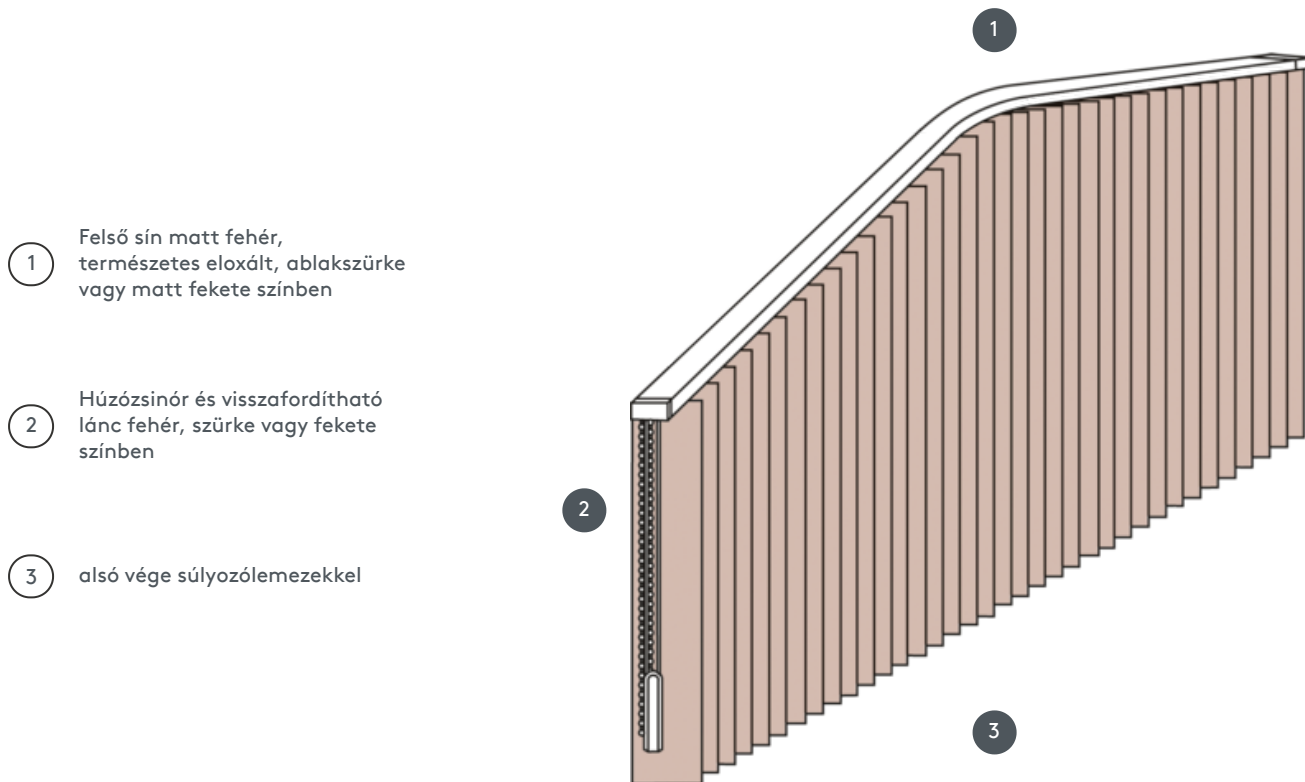 1
Felső sín matt fehér,
természetes eloxált, ablakszürke
vagy matt fekete színben
2
Húzózsinór és visszafordítható
lánc fehér, szürke vagy fekete
színben
3
alsó vége súlyozólemezekkel
1
2
3